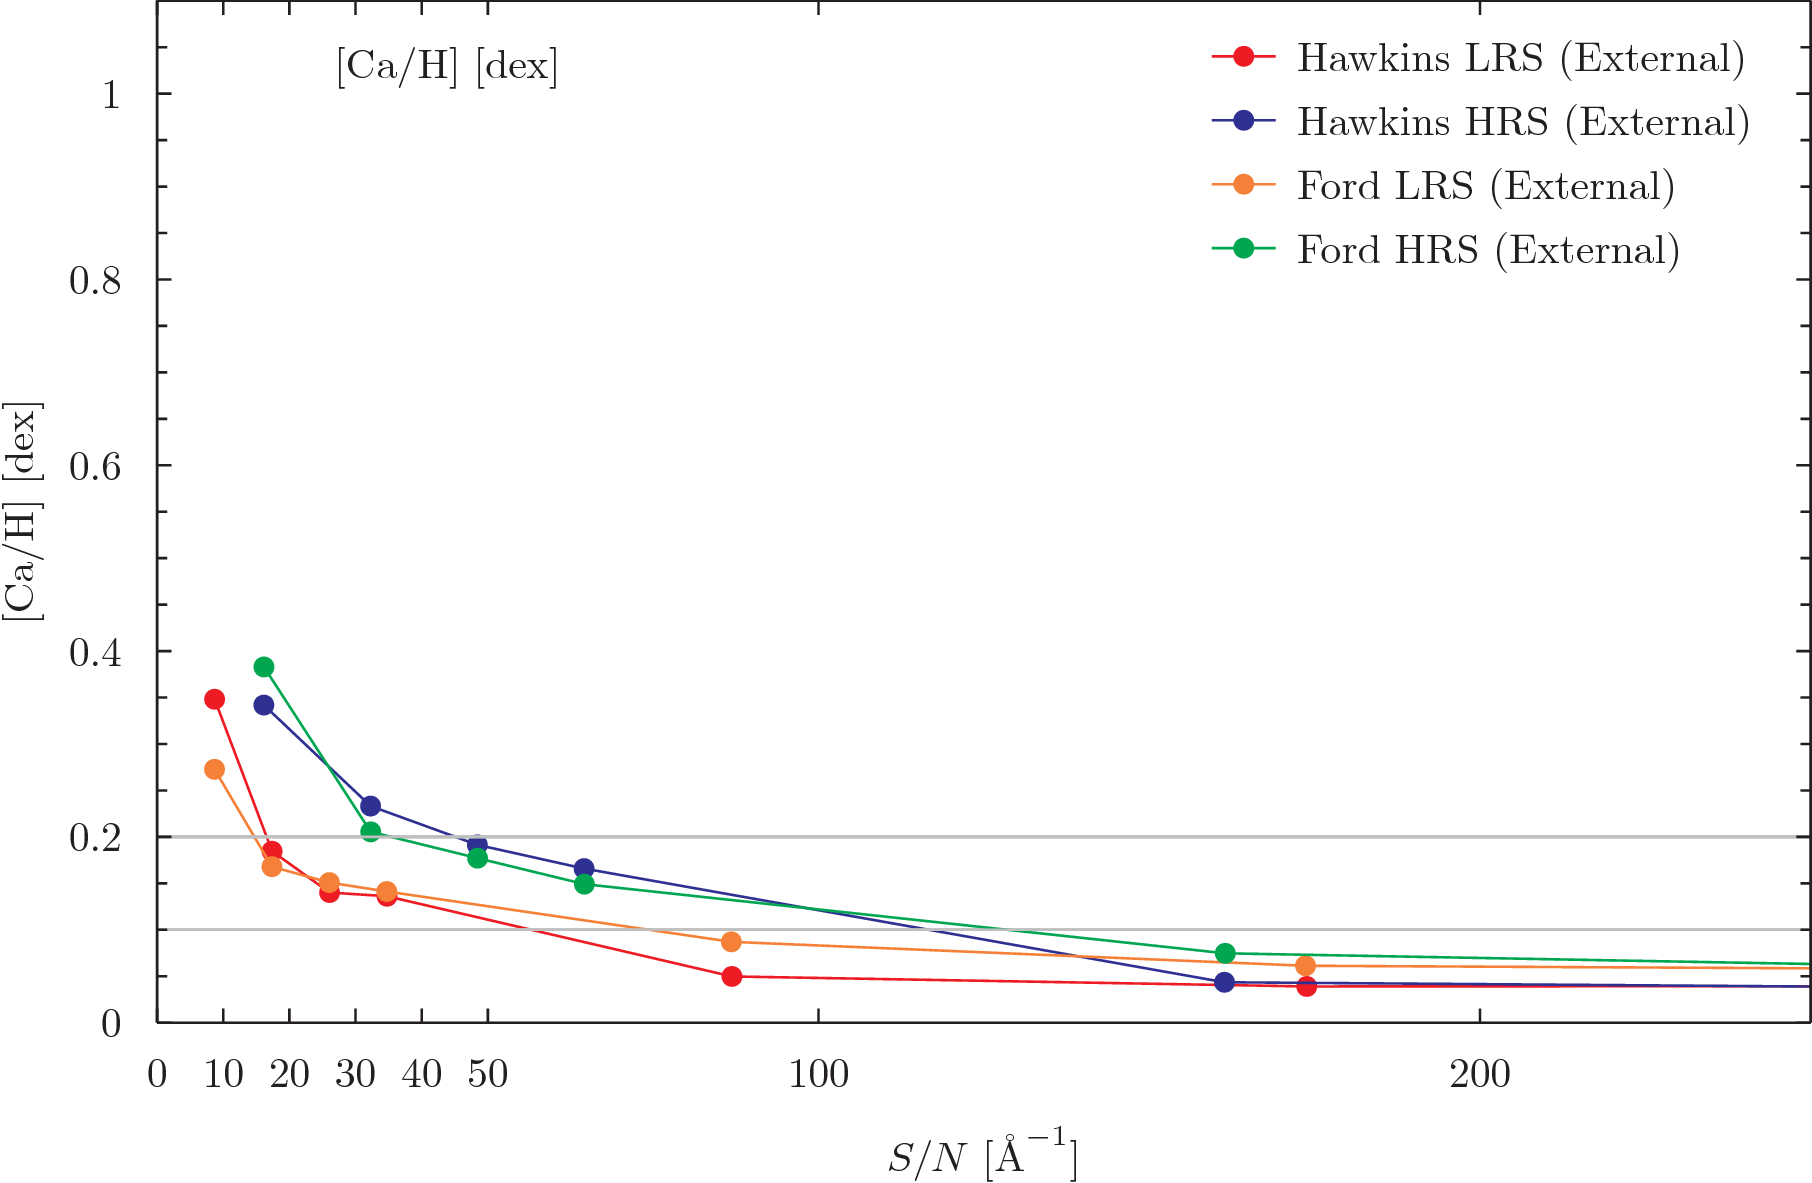 [Ca/H] [dex]
Hawkins LRS (External)
Hawkins HRS (External)
Ford LRS (External)
Ford HRS (External)
[Ca/H] [dex]
1
0.8
0.6
0.4
0.2
0
0 10 20 30 40 50 100 200
S/N [Å⁻¹]